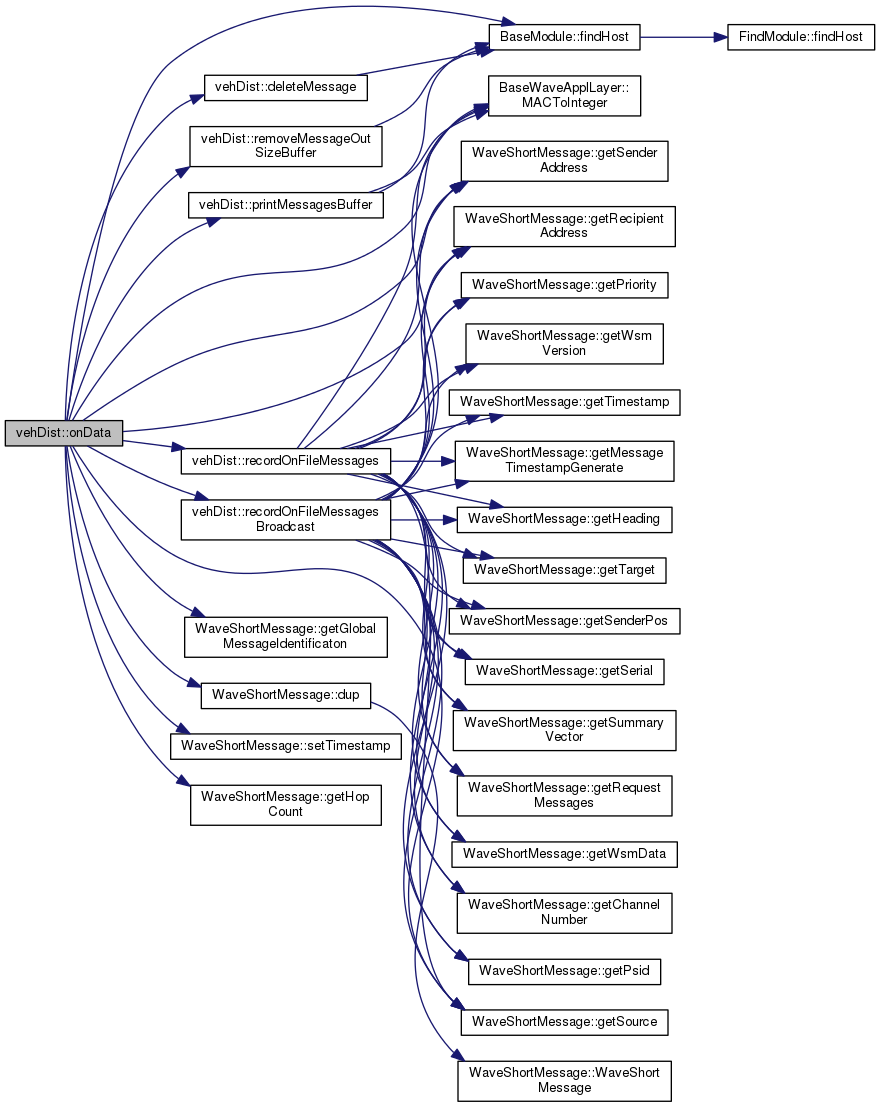 BaseModule::findHost
FindModule::findHost
vehDist::deleteMessage
BaseWaveApplLayer::
MACToInteger
vehDist::removeMessageOut
SizeBuffer
WaveShortMessage::getSender
Address
vehDist::printMessagesBuffer
WaveShortMessage::getRecipient
Address
WaveShortMessage::getPriority
WaveShortMessage::getWsm
Version
WaveShortMessage::getTimestamp
vehDist::onData
vehDist::recordOnFileMessages
WaveShortMessage::getMessage
TimestampGenerate
vehDist::recordOnFileMessages
Broadcast
WaveShortMessage::getHeading
WaveShortMessage::getTarget
WaveShortMessage::getSenderPos
WaveShortMessage::getGlobal
MessageIdentificaton
WaveShortMessage::getSerial
WaveShortMessage::dup
WaveShortMessage::getSummary
Vector
WaveShortMessage::setTimestamp
WaveShortMessage::getRequest
Messages
WaveShortMessage::getHop
Count
WaveShortMessage::getWsmData
WaveShortMessage::getChannel
Number
WaveShortMessage::getPsid
WaveShortMessage::getSource
WaveShortMessage::WaveShort
Message